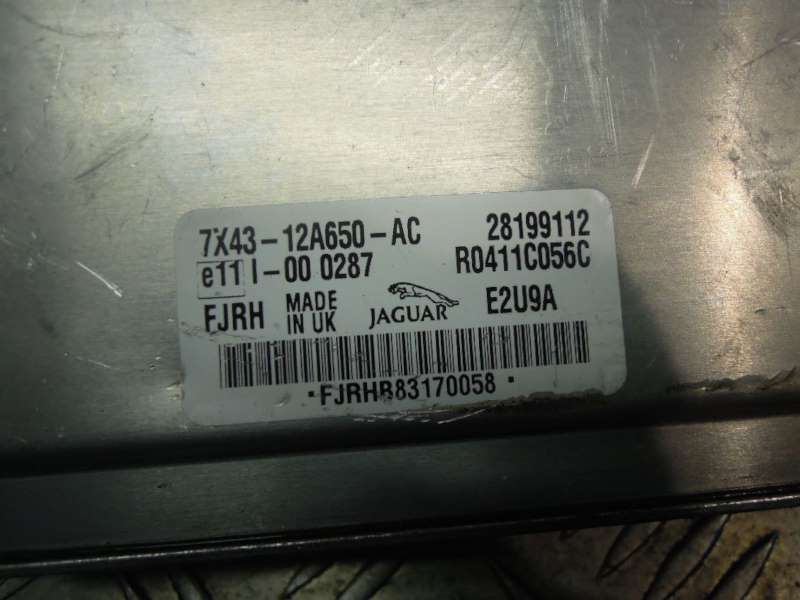 7X43-12A650-AC 28199112
e11 I-00 0287 R0411C056C
FJRH MADE IN UK JAGUAR E2U9A
·FJRHB83170058·